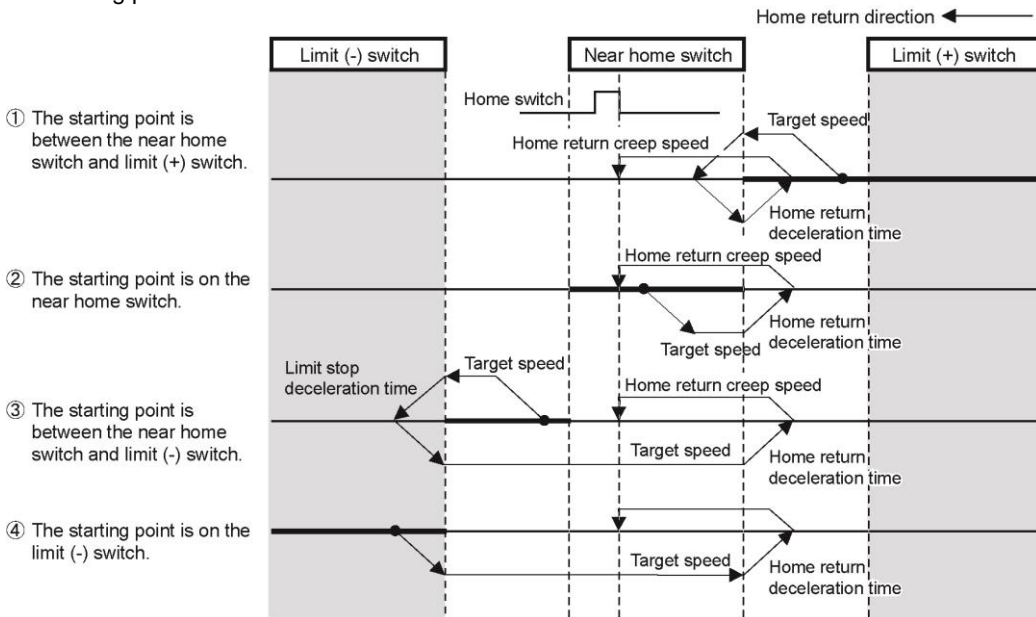 Home return direction
Limit (-) switch
Near home switch
Limit (+) switch
Home switch
① The starting point is
between the near home
switch and limit (+) switch.
Target speed
Home return creep speed
Home return
deceleration time
② The starting point is on the
near home switch.
Home return creep speed
Home return
deceleration time
Target speed
Limit stop
deceleration time
Target speed
Home return creep speed
③ The starting point is
between the near home
switch and limit (-) switch.
Target speed
Home return
deceleration time
④ The starting point is on the
limit (-) switch.
Target speed
Home return
deceleration time